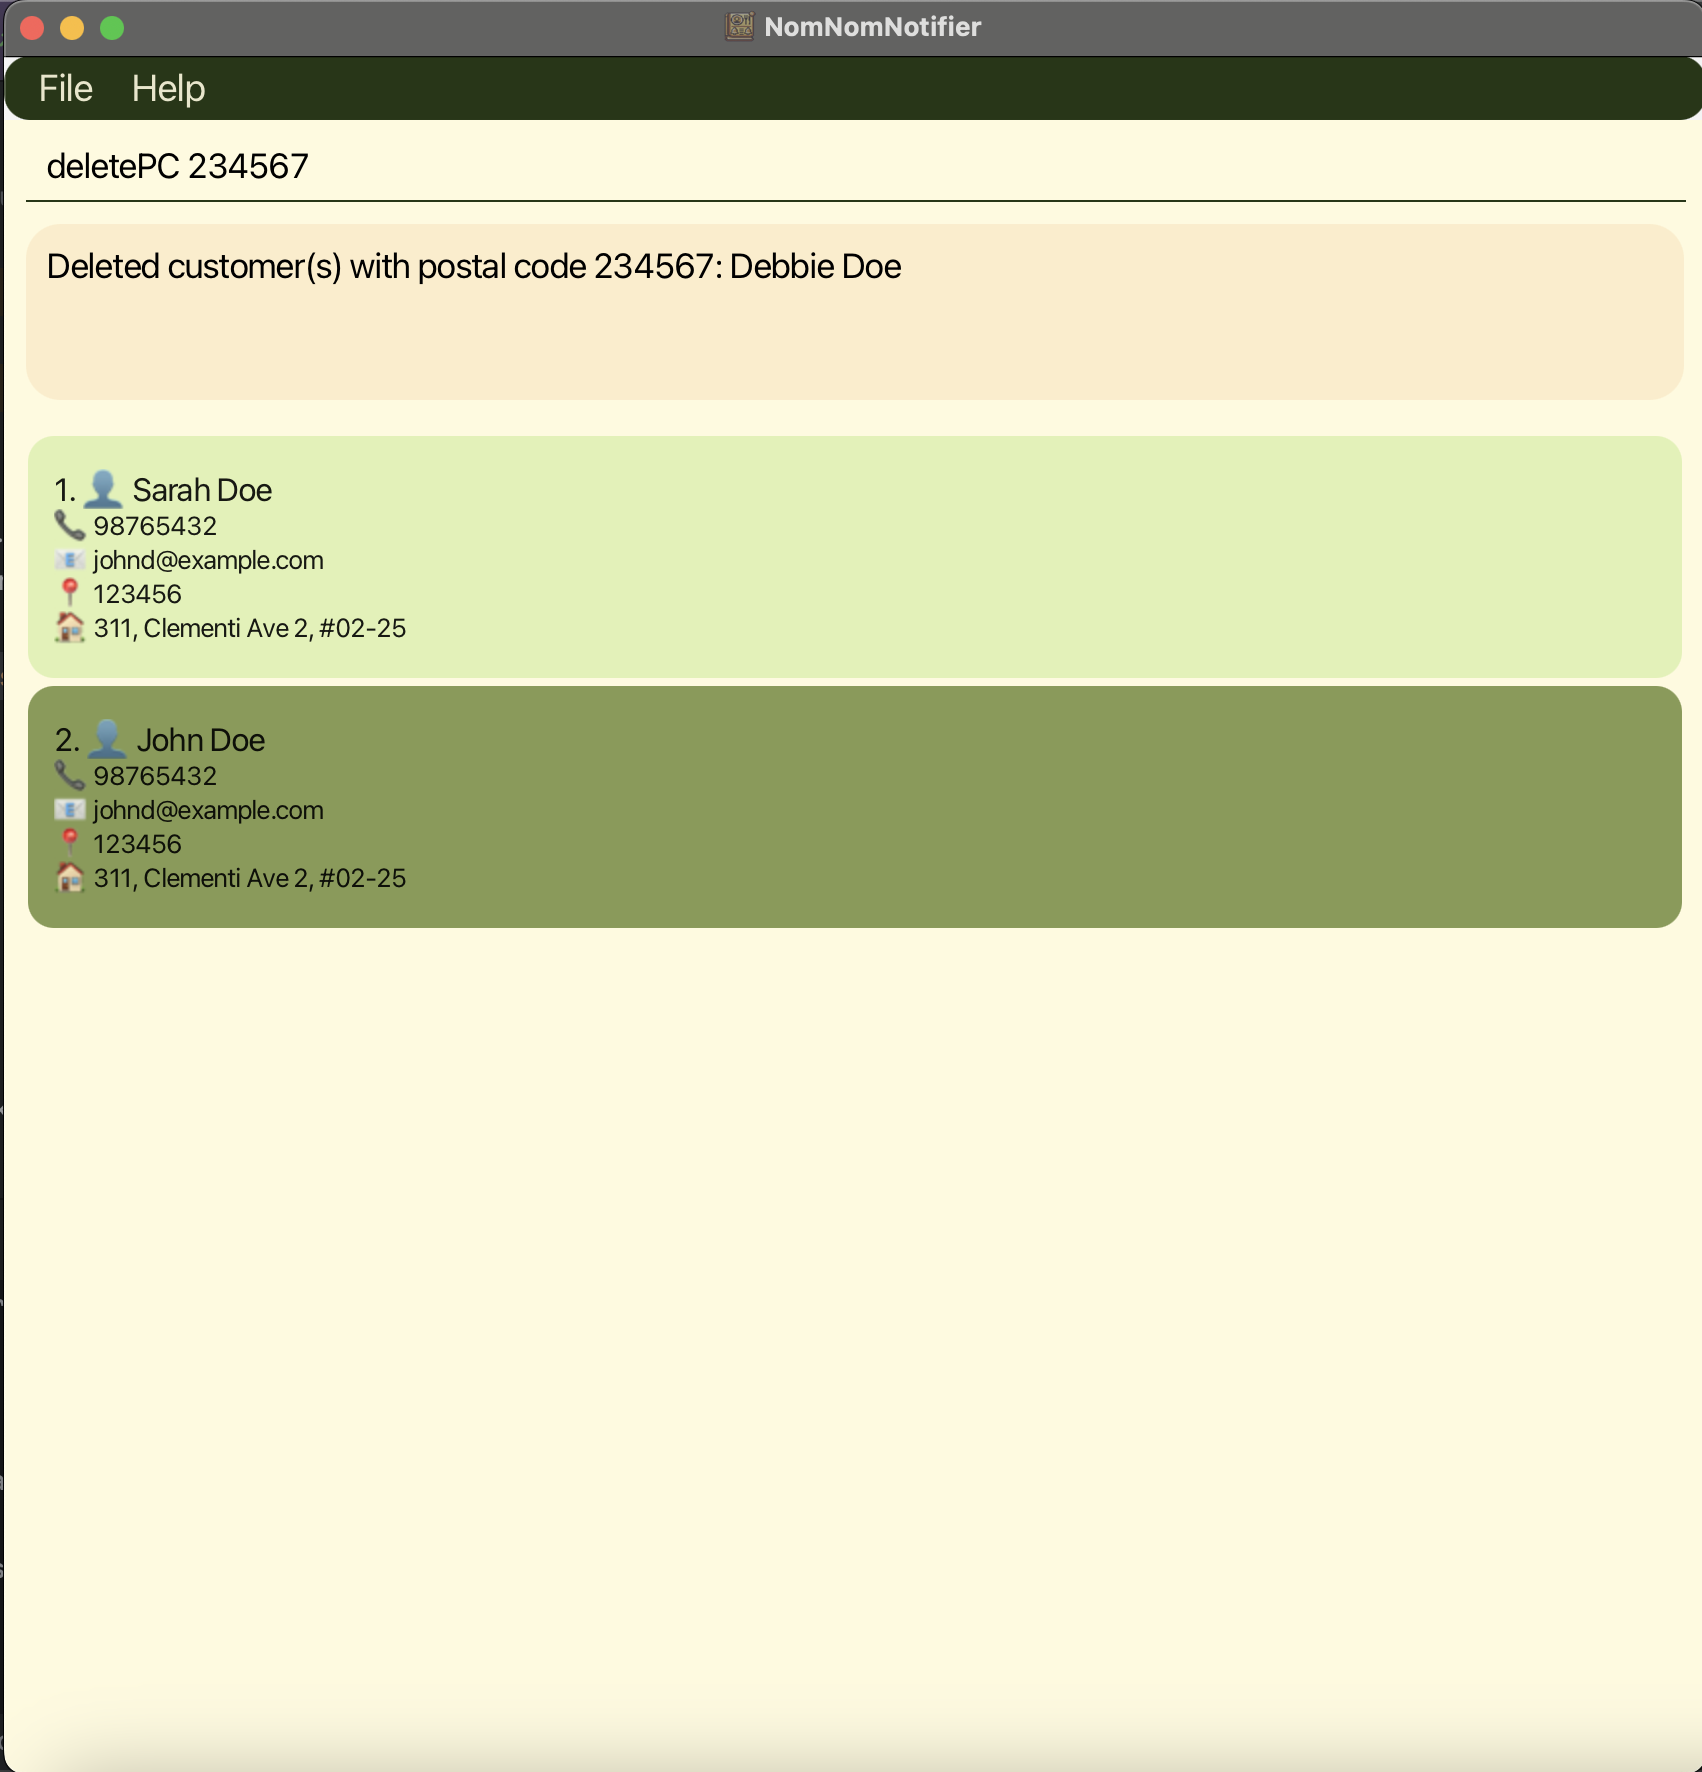 NomNomNotifier
File Help
deletePC 234567
Deleted customer(s) with postal code 234567: Debbie Doe
1. Sarah Doe
98765432
johnd@example.com
123456
311, Clementi Ave 2, #02-25
2. John Doe
98765432
johnd@example.com
123456
311, Clementi Ave 2, #02-25